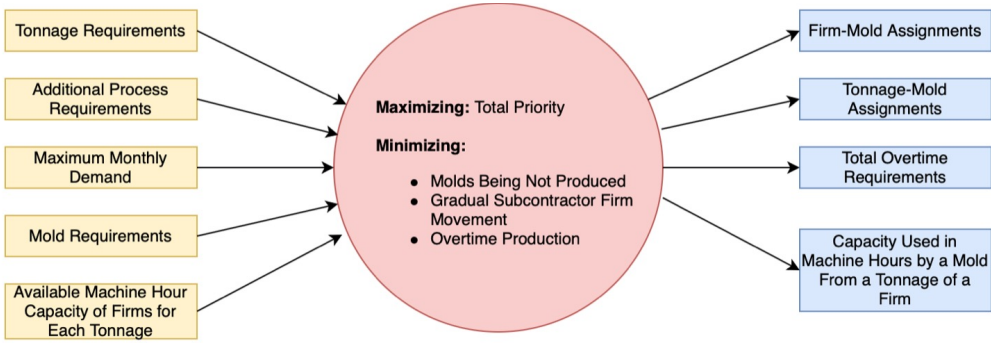 Tonnage Requirements
Additional Process
Requirements
Maximum Monthly
Demand
Mold Requirements
Available Machine Hour
Capacity of Firms for
Each Tonnage
Maximizing: Total Priority
Minimizing:
● Molds Being Not Produced
● Gradual Subcontractor Firm
Movement
● Overtime Production
Firm-Mold Assignments
Tonnage-Mold
Assignments
Total Overtime
Requirements
Capacity Used in
Machine Hours by a Mold
From a Tonnage of a
Firm